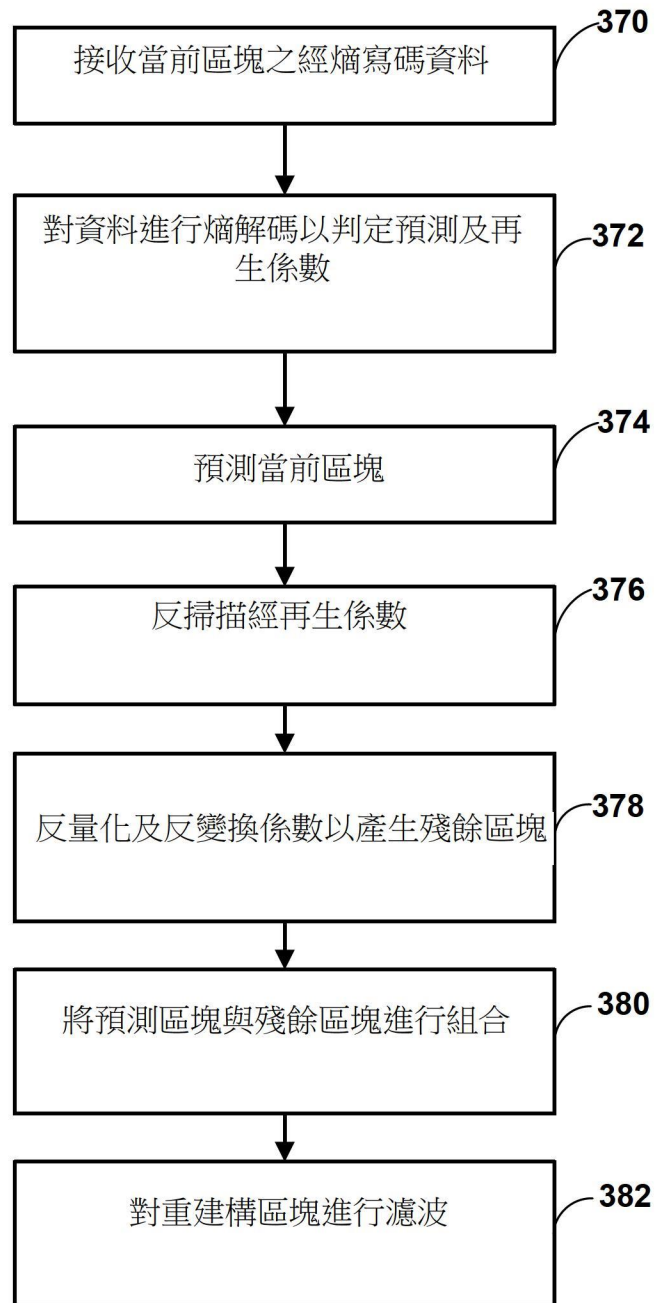 370
接收當前區塊之經熵寫碼資料
對資料進行熵解碼以判定預測及再
生係數
372
374
預測當前區塊
反掃描經再生係數
376
反量化及反變換係數以產生殘餘區塊
378
將預測區塊與殘餘區塊進行組合
380
對重建構區塊進行濾波
382